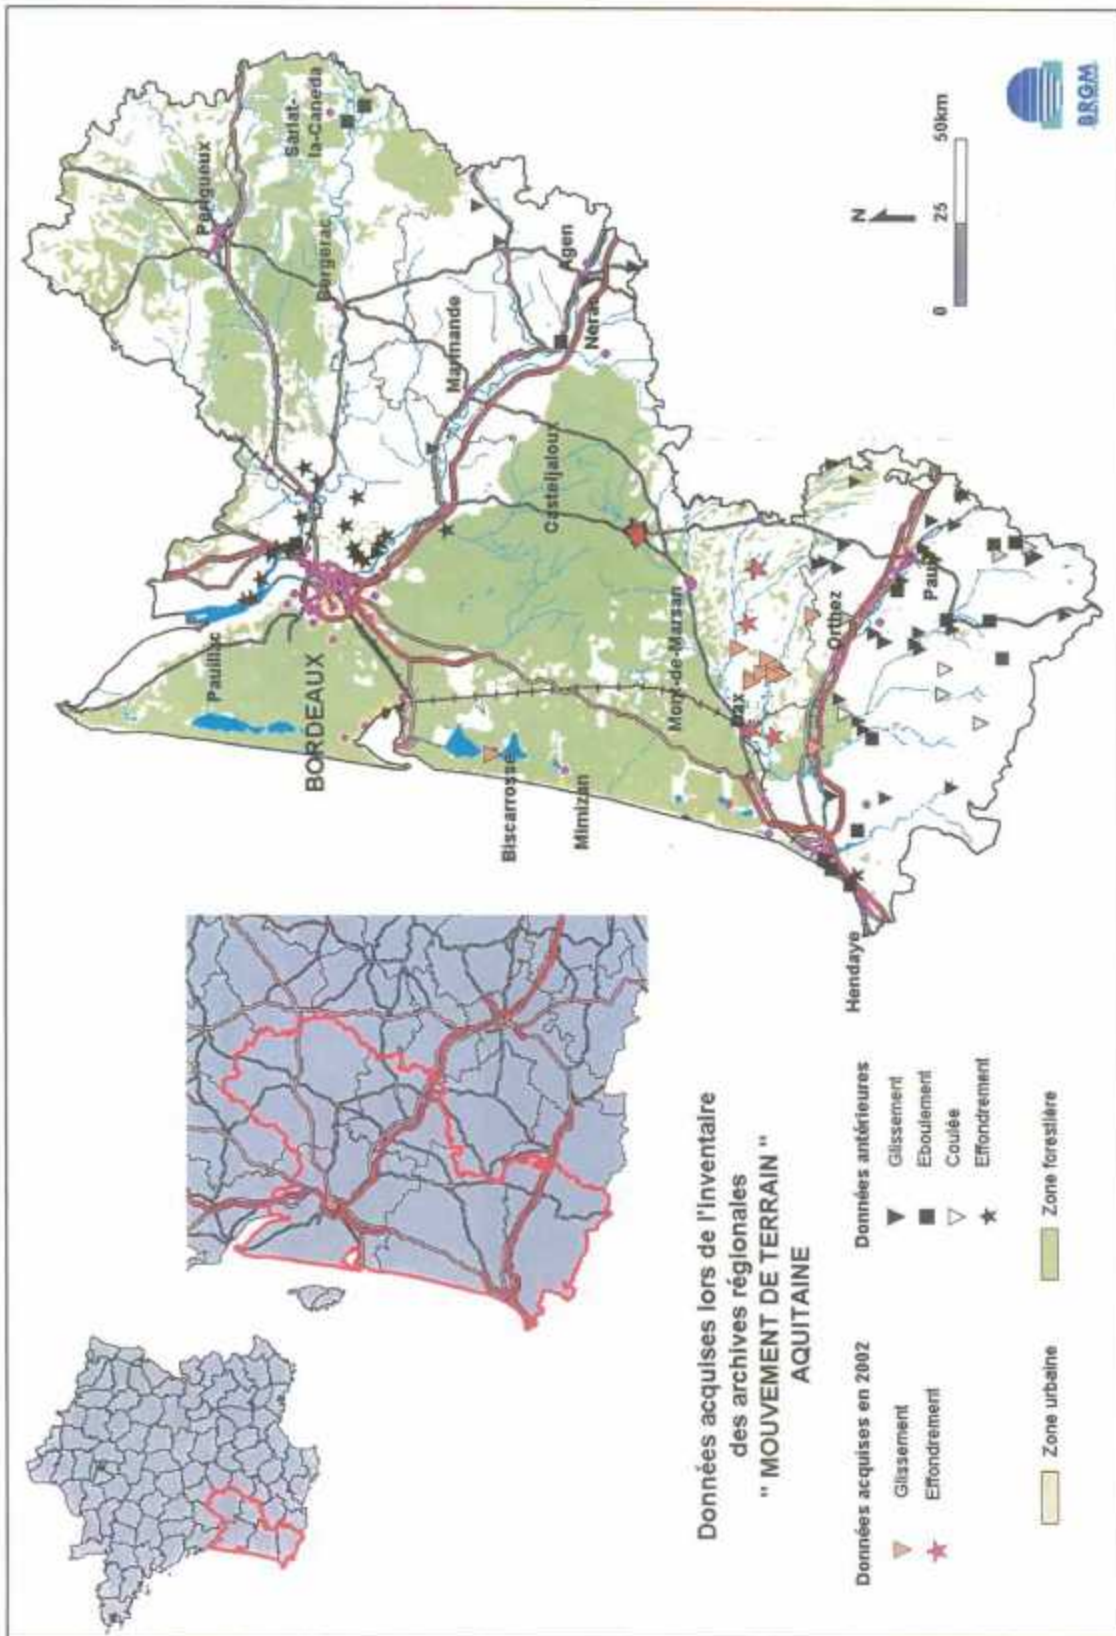 Données acquises lors de l'Inventaire
des archives régionales
" MOUVEMENT DE TERRAIN "
AQUITAINE
Données acquises en 2002
Glissement
Effondrement
Données antérieures
Glissement
Eboulement
Coulée
Effondrement
Zone urbaine
Zone forestière
Pauillac
BORDEAUX
Biscarrosse
Mimizan
Périgueux
Sarlat-
la-Caneda
Bergerac
Marmande
Agen
Nérac
Casteljaloux
Mont-de-Marsan
Dax
Orthez
Pau
Hendaye
N
0
25
50km
BRGM